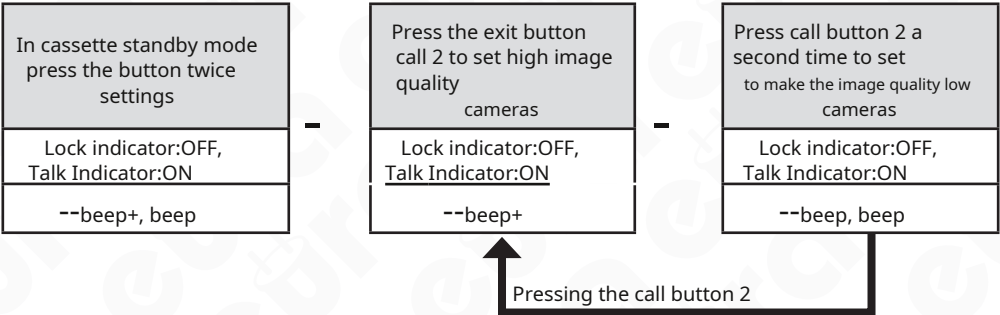 In cassette standby mode
press the button twice
settings
Lock indicator:OFF,
Talk Indicator:ON
--beep+, beep
-
Press the exit button
call 2 to set high image
quality
cameras
Lock indicator:OFF,
Talk Indicator:ON
--beep+
-
Press call button 2 a
second time to set
to make the image quality low
cameras
Lock indicator:OFF,
Talk Indicator:ON
--beep, beep
Pressing the call button 2